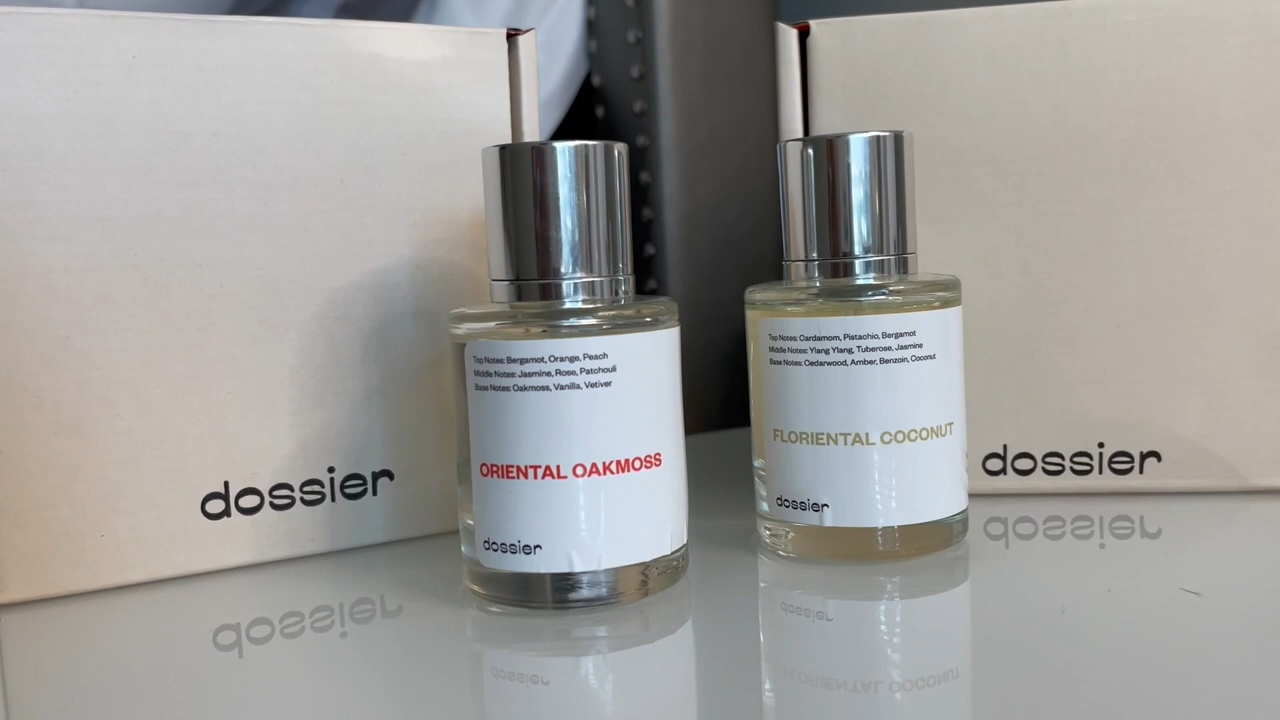 dossier
Top Notes: Bergamot, Orange, Peach
Middle Notes: Jasmine, Rose, Patchouli
Base Notes: Oakmoss, Vanilla, Vetiver
ORIENTAL OAKMOSS
dossier
Top Notes: Cardamom, Pistachio, Bergamot
Middle Notes: Ylang Ylang, Tuberose, Jasmine
Base Notes: Cedarwood, Amber, Benzoin, Coconut
FLORIENTAL COCONUT
dossier
dossier